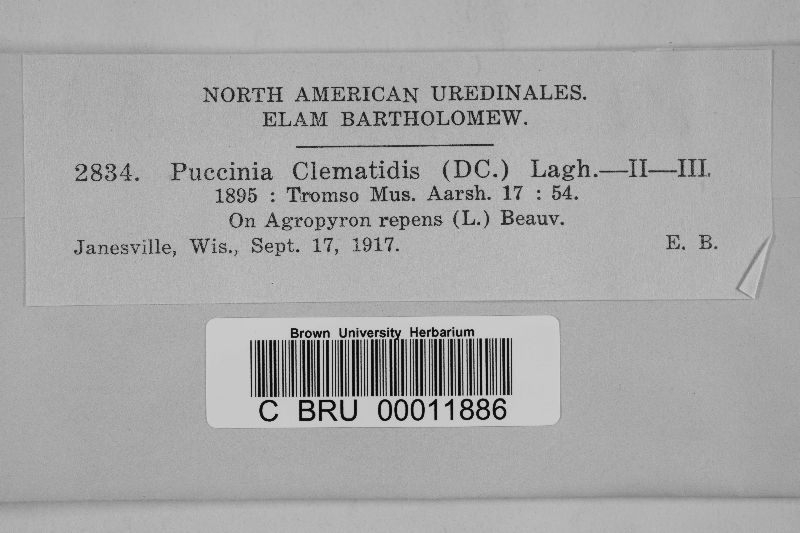 NORTH AMERICAN UREDINALES.
ELAM BARTHOLOMEW.
2834. Puccinia Clematidis (DC.) Lagh.—II—III.
1895 : Tromso Mus. Aarsh. 17 : 54.
On Agropyron repens (L.) Beauv.
Janesville, Wis., Sept. 17, 1917. E. B.
Brown University Herbarium
C BRU 00011886